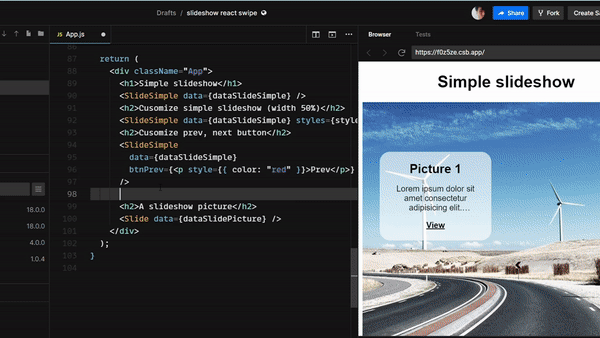 Drafts / slideshow react swipe
Share
Fork
Create Sa
App.js
Browser
Tests
https://f0z5ze.csb.app/
87 return (
88 <div className="App">
89 <h1>Simple slideshow</h1>
90 <SlideSimple data={dataSlideSimple} />
91 <h2>Cusomize simple slideshow (width 50%)</h2>
92 <SlideSimple data={dataSlideSimple} styles={style
93 <h2>Cusomize prev, next button</h2>
94 <SlideSimple
95 data={dataSlideSimple}
96 btnPrev={<p style={{ color: "red" }}>Prev</p>}
97 />
98
99 <h2>A slideshow picture</h2>
100 <Slide data={dataSlidePicture} />
101 </div>
102 );
103 }
104
18.0.0
18.0.0
4.0.0
1.0.4
Simple slideshow
Picture 1
Lorem ipsum dolor sit
amet consectetur
adipisicing elit....
View